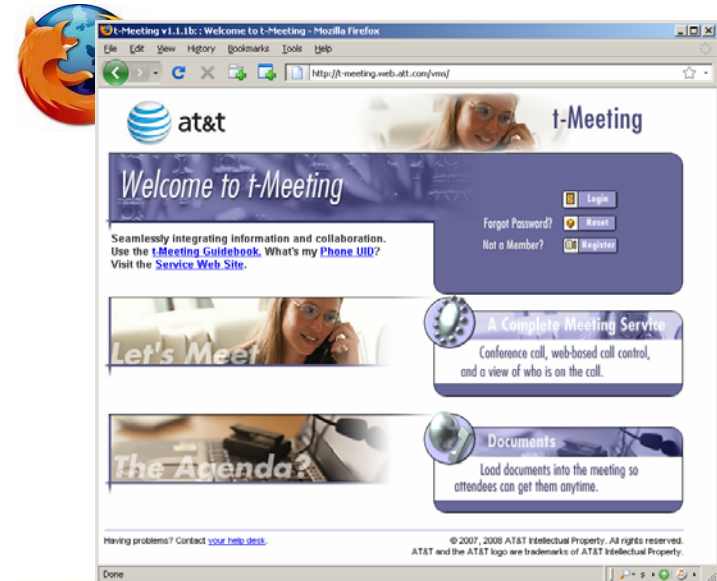 t-Meeting v1.1.1b: : Welcome to t-Meeting - Mozilla Firefox
File Edit View History Bookmarks Tools Help
http://t-meeting.web.att.com/vms/
at&t
t-Meeting
Welcome to t-Meeting
Login
Forgot Password? Reset
Not a Member? Register
Seamlessly integrating information and collaboration.
Use the t-Meeting Guidebook. What's my Phone UID?
Visit the Service Web Site.
Let's Meet
A Complete Meeting Service
Conference call, web-based call control,
and a view of who is on the call.
The Agenda?
Documents
Load documents into the meeting so
attendees can get them anytime.
Having problems? Contact your help desk.
© 2007, 2008 AT&T Intellectual Property. All rights reserved.
AT&T and the AT&T logo are trademarks of AT&T Intellectual Property.
Done